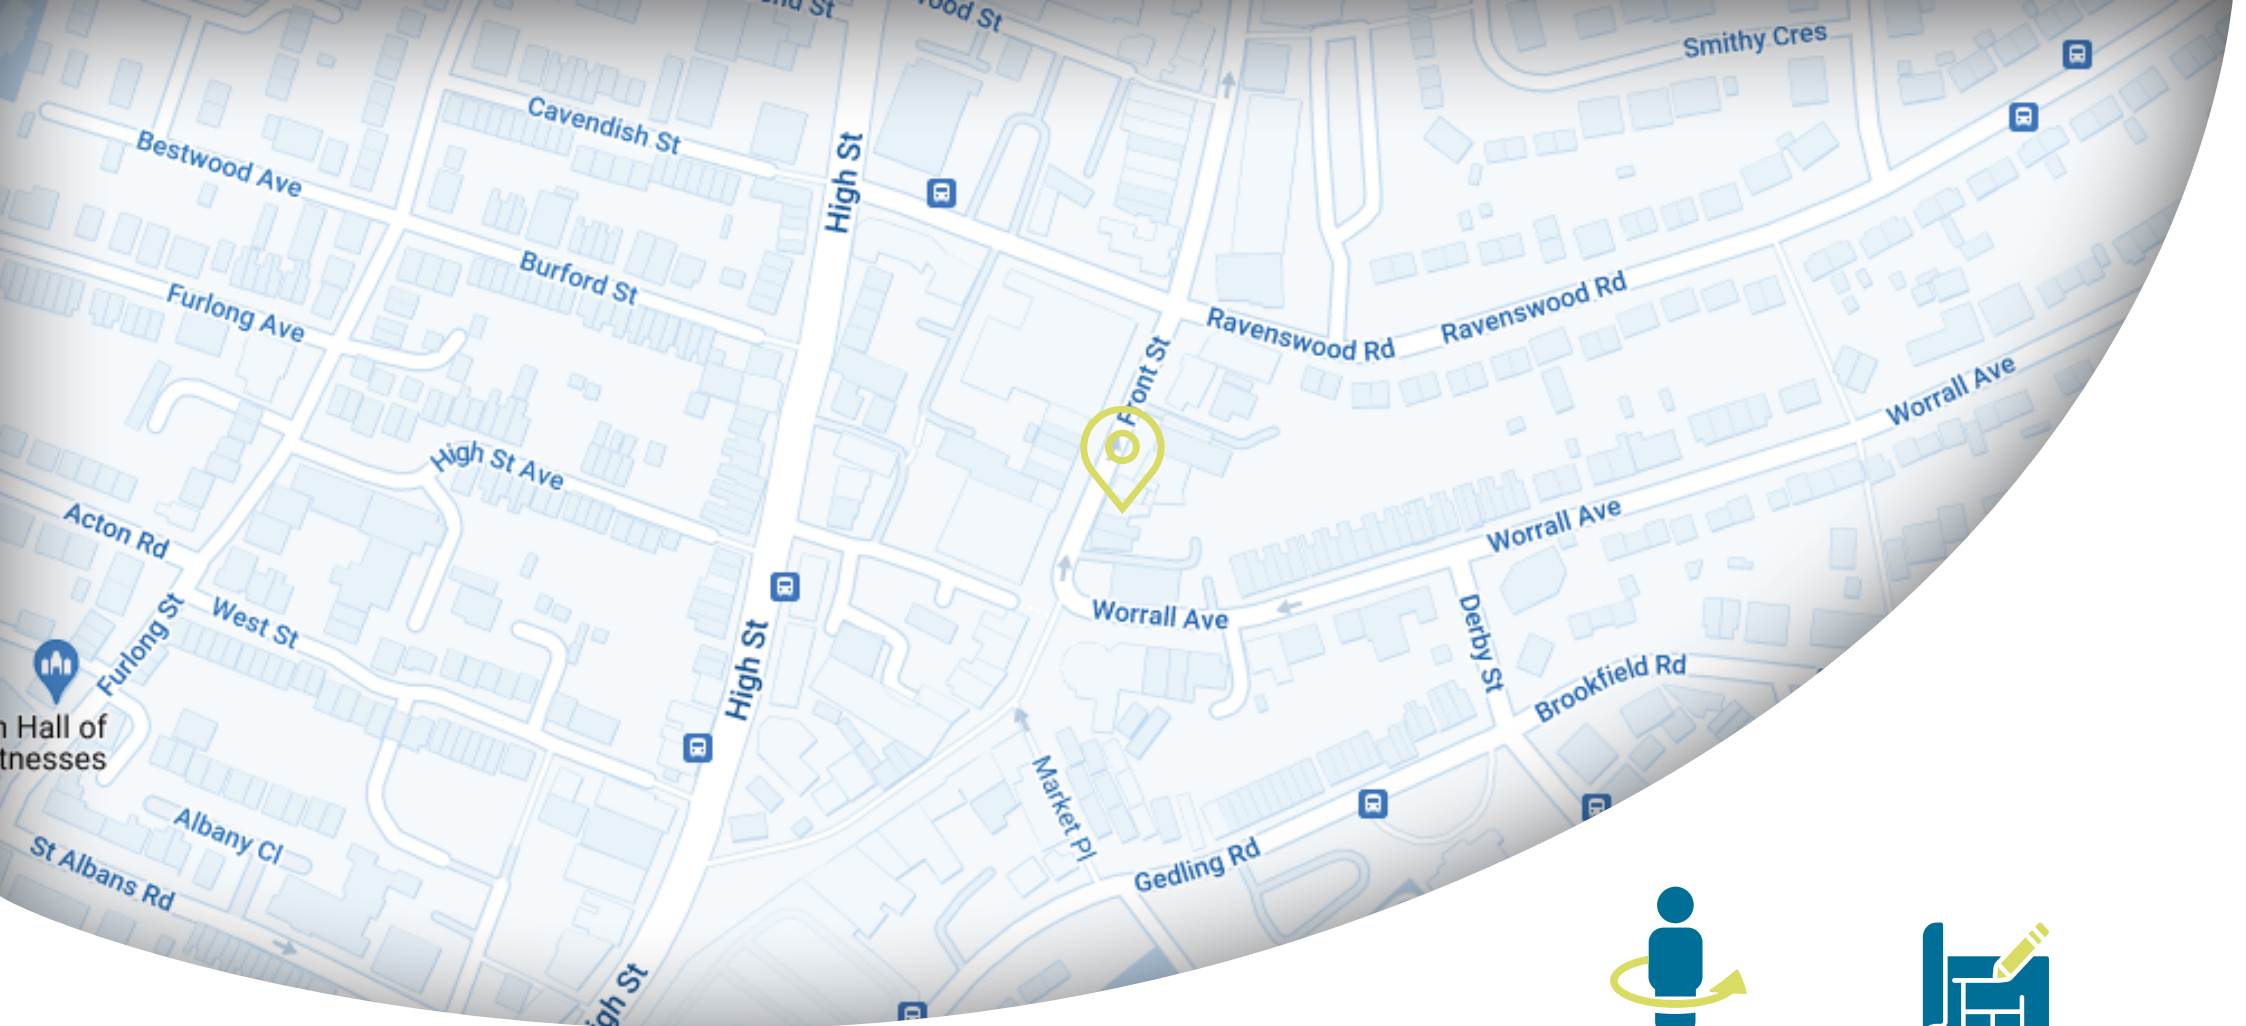 Smithy Cres
Cavendish St
High St
Bestwood Ave
Burford St
Furlong Ave
Ravenswood Rd
Ravenswood Rd
Front St
Worrall Ave
High St Ave
Acton Rd
Worrall Ave
West St
Furlong St
Worrall Ave
Derby St
High St
Brookfield Rd
Hall of
Market Pl
Albany Cl
St Albans Rd
Gedling Rd
St